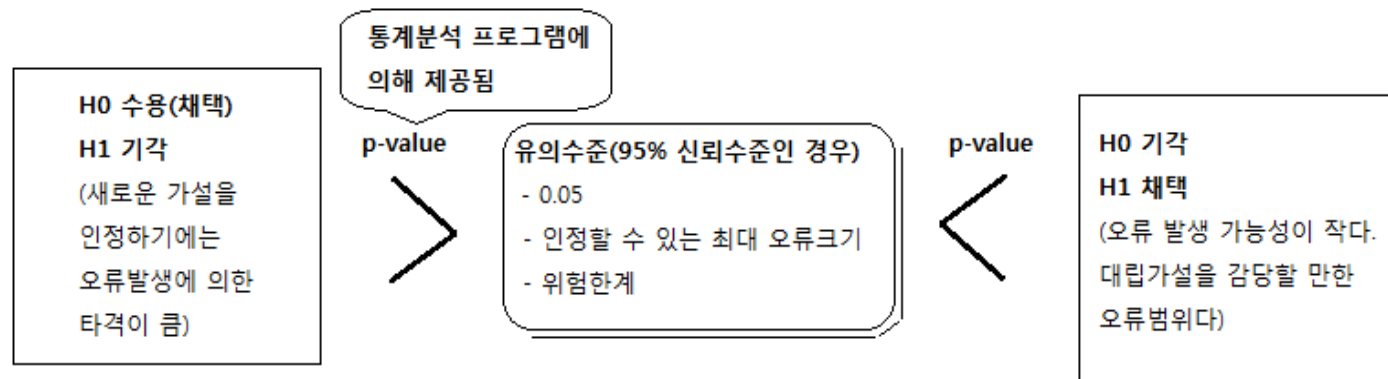 통계분석 프로그램에
의해 제공됨
H0 수용(채택)
H1 기각
(새로운 가설을
인정하기에는
오류발생에 의한
타격이 큼)
p-value
유의수준(95% 신뢰수준인 경우)
- 0.05
- 인정할 수 있는 최대 오류크기
- 위험한계
p-value
H0 기각
H1 채택
(오류 발생 가능성이 작다.
대립가설을 감당할 만한
오류범위다)